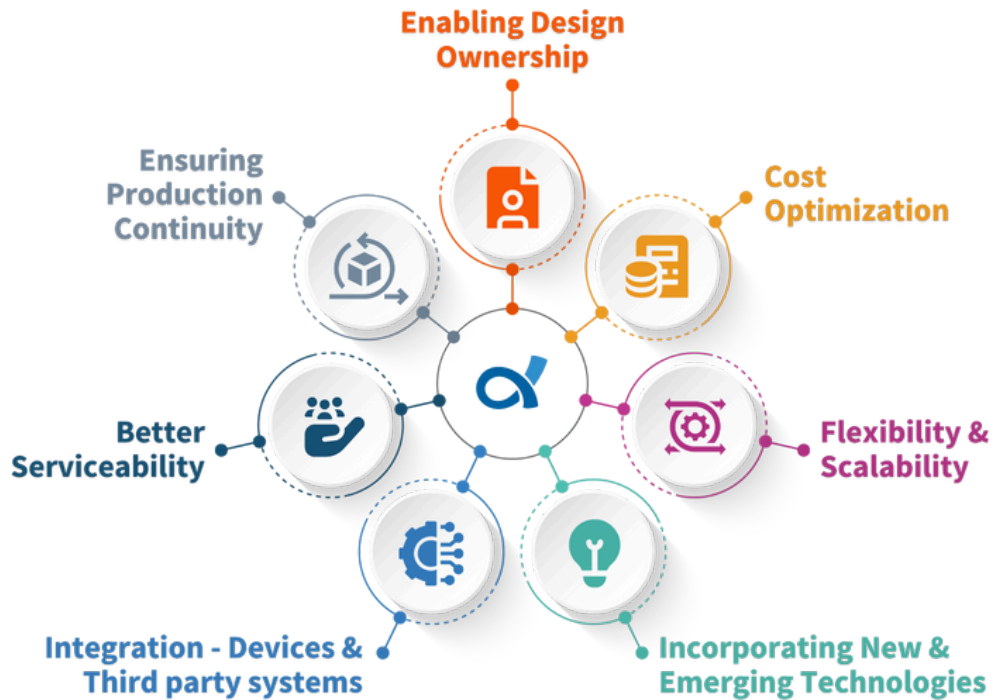 Enabling Design
Ownership
Cost
Optimization
Flexibility &
Scalability
Incorporating New &
Emerging Technologies
Integration - Devices &
Third party systems
Better
Serviceability
Ensuring
Production
Continuity